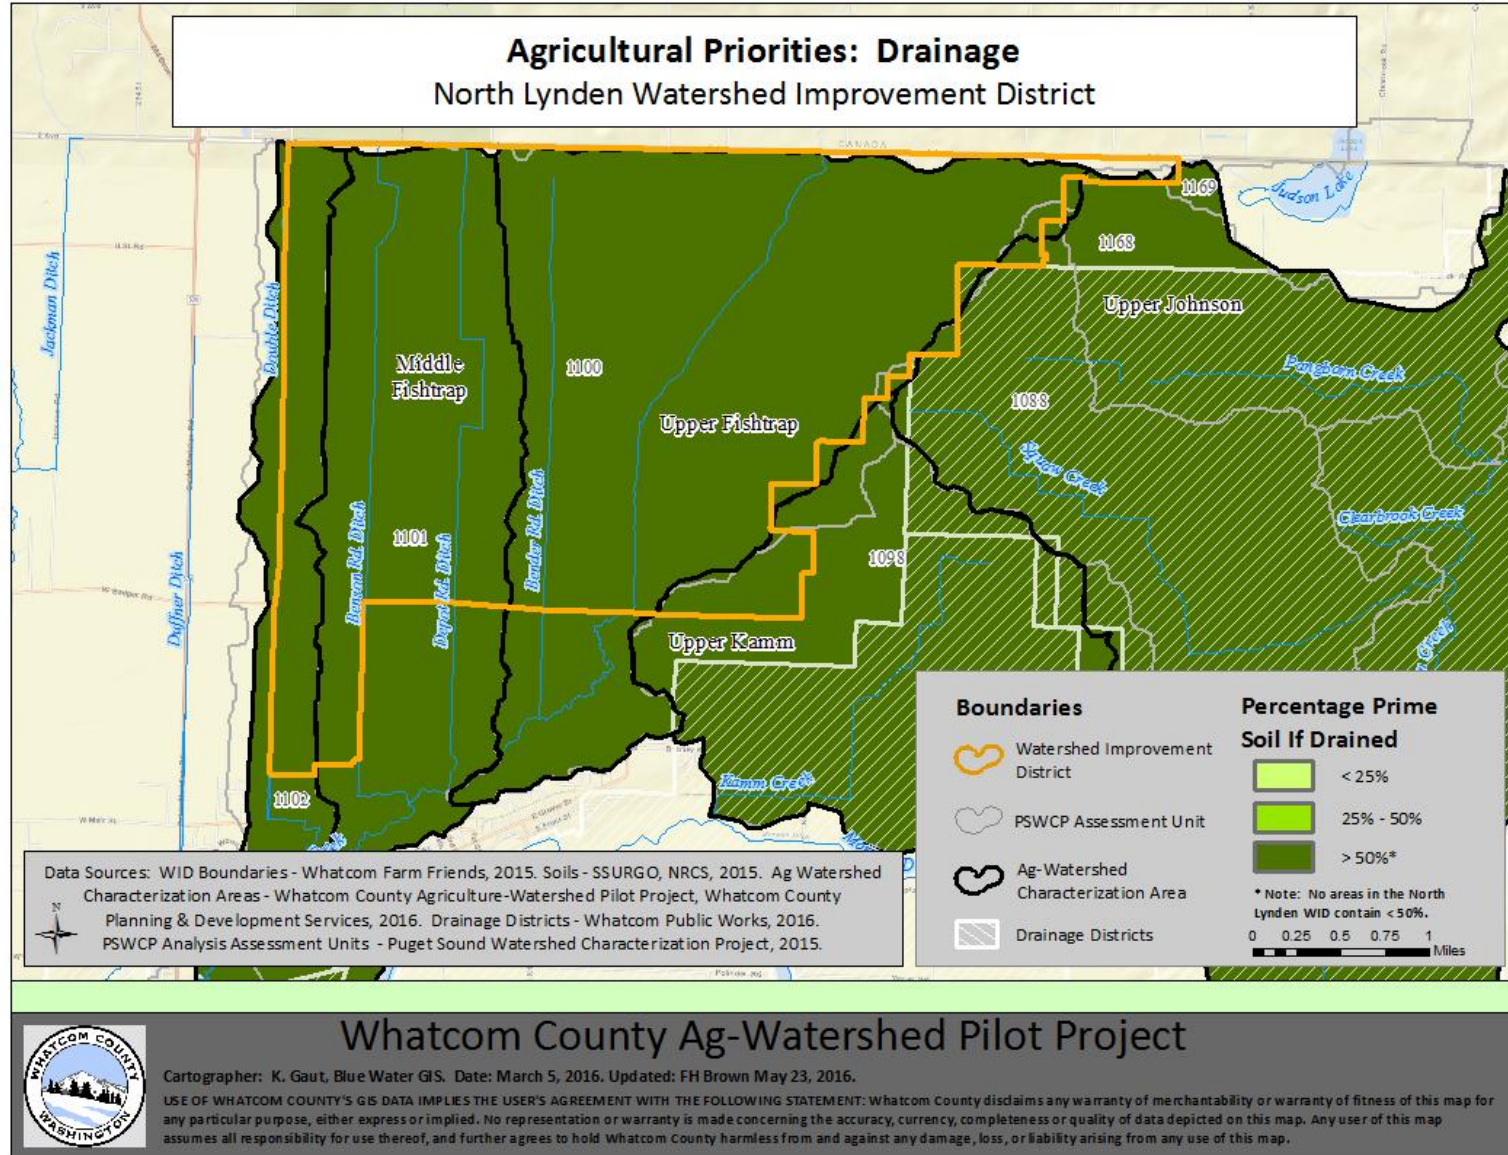 Agricultural Priorities: Drainage
North Lynden Watershed Improvement District
CANADA
Judson Lake
1169
1168
Upper Johnson
Jackman Ditch
Double Ditch
Middle
Fishtrap
1100
Upper Fishtrap
1088
Pangborn Creek
Squaw Creek
Clearbrook Creek
1101
Benson Rd. Ditch
Depot Rd. Ditch
Bender Rd. Ditch
1098
Duffner Ditch
W Badger Rd
Upper Kamm
Kamm Creek
1102
W Main St
E Grover St
E Front St
Boundaries
Watershed Improvement
District
PSWCP Assessment Unit
Ag-Watershed
Characterization Area
Drainage Districts
Percentage Prime
Soil If Drained
< 25%
25% - 50%
> 50%*
* Note: No areas in the North
Lynden WID contain < 50%.
0 0.25 0.5 0.75 1
Miles
Data Sources: WID Boundaries - Whatcom Farm Friends, 2015. Soils - SSURGO, NRCS, 2015. Ag Watershed
Characterization Areas - Whatcom County Agriculture-Watershed Pilot Project, Whatcom County
Planning & Development Services, 2016. Drainage Districts - Whatcom Public Works, 2016.
PSWCP Analysis Assessment Units - Puget Sound Watershed Characterization Project, 2015.
N
Whatcom County Ag-Watershed Pilot Project
WHATCOM COUNTY
WASHINGTON
Cartographer: K. Gaut, Blue Water GIS. Date: March 5, 2016. Updated: FH Brown May 23, 2016.
USE OF WHATCOM COUNTY'S GIS DATA IMPLIES THE USER'S AGREEMENT WITH THE FOLLOWING STATEMENT: Whatcom County disclaims any warranty of merchantability or warranty of fitness of this map for
any particular purpose, either express or implied. No representation or warranty is made concerning the accuracy, currency, completeness or quality of data depicted on this map. Any user of this map
assumes all responsibility for use thereof, and further agrees to hold Whatcom County harmless from and against any damage, loss, or liability arising from any use of this map.